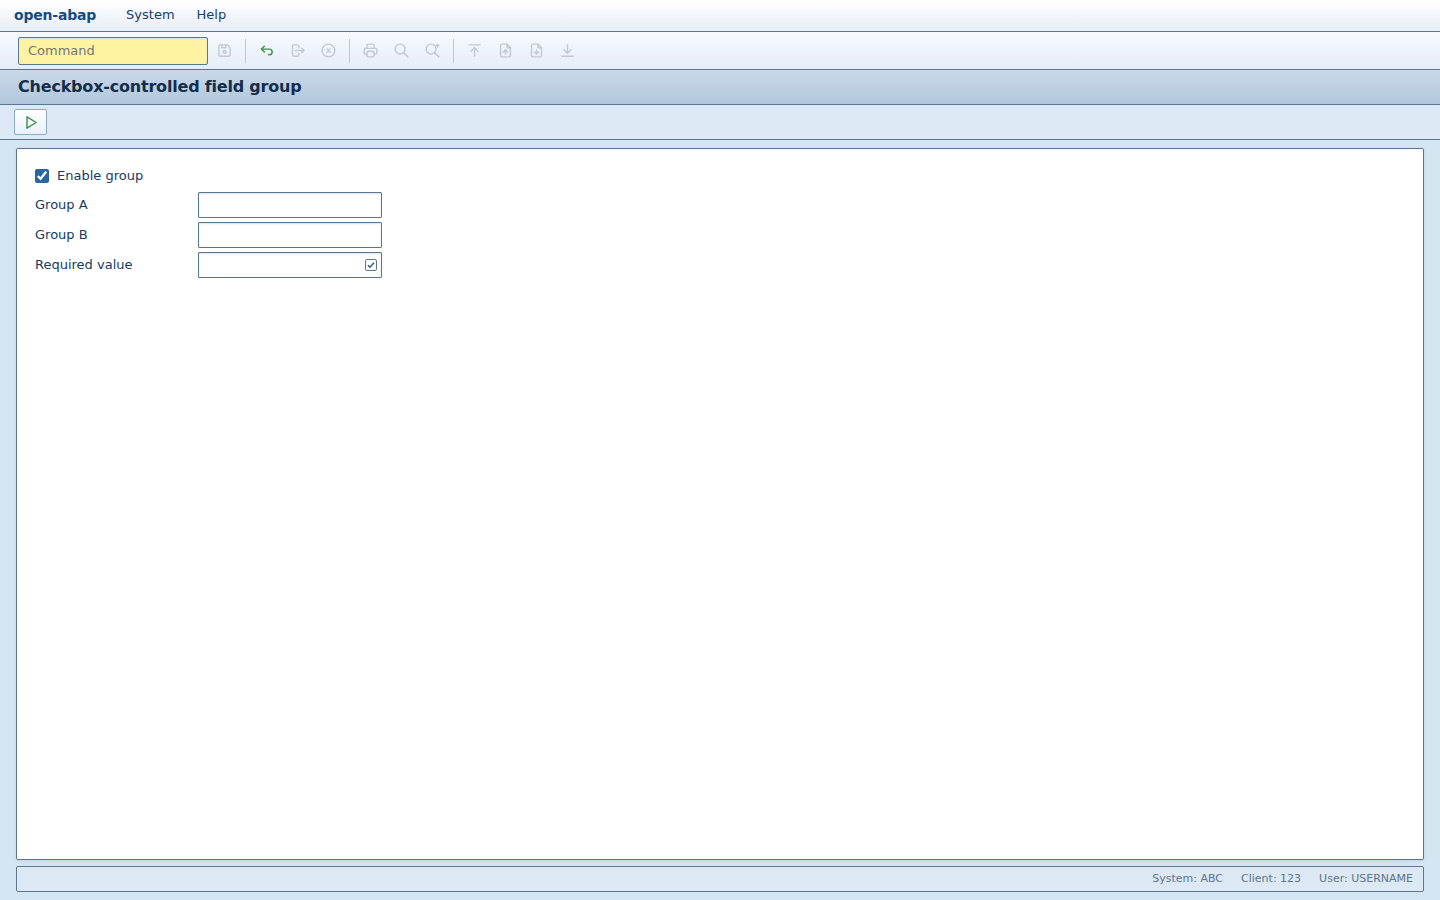 open-abap System Help
Command
Checkbox-controlled field group
Enable group
Group A
Group B
Required value
System: ABC Client: 123 User: USERNAME